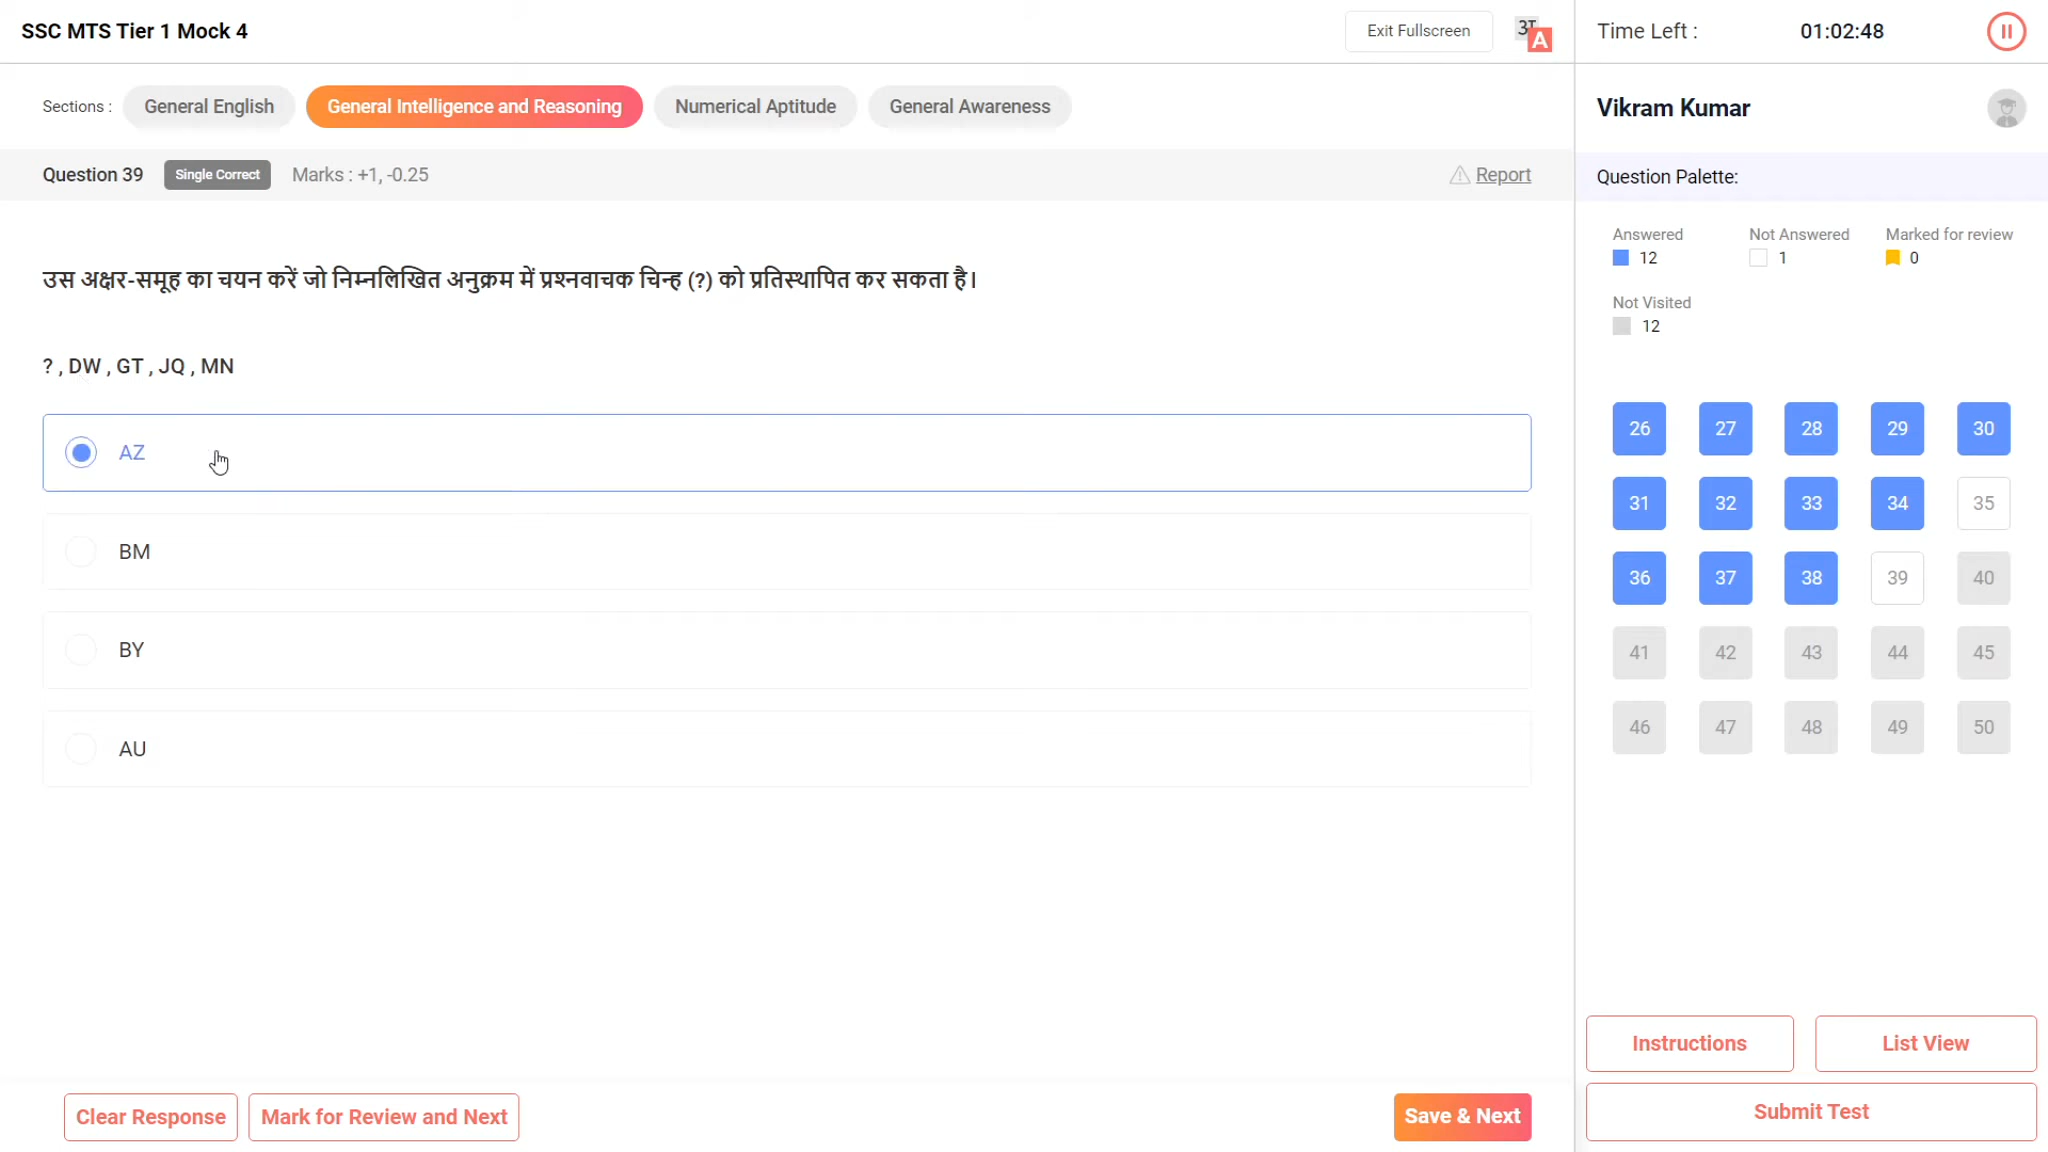 SSC MTS Tier 1 Mock 4
Exit Fullscreen
अ A
Time Left : 01:02:48
Sections : General English General Intelligence and Reasoning Numerical Aptitude General Awareness
Vikram Kumar
Question 39 Single Correct Marks : +1, -0.25 Report
Question Palette:
उस अक्षर-समूह का चयन करें जो निम्नलिखित अनुक्रम में प्रश्नवाचक चिन्ह (?) को प्रतिस्थापित कर सकता है।
? , DW , GT , JQ , MN
AZ
BM
BY
AU
Answered Not Answered Marked for review
12 1 0
Not Visited
12
26 27 28 29 30
31 32 33 34 35
36 37 38 39 40
41 42 43 44 45
46 47 48 49 50
Instructions List View
Clear Response Mark for Review and Next Save & Next
Submit Test